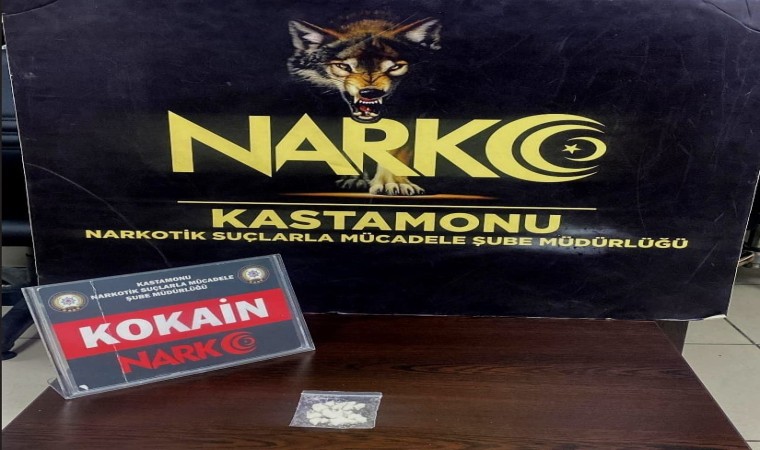 NARKO
KASTAMONU
NARKOTİK SUÇLARLA MÜCADELE ŞUBE MÜDÜRLÜĞÜ
KASTAMONU
NARKOTİK SUÇLARLA MÜCADELE
ŞUBE MÜDÜRLÜĞÜ
KOKAİN
NARKO